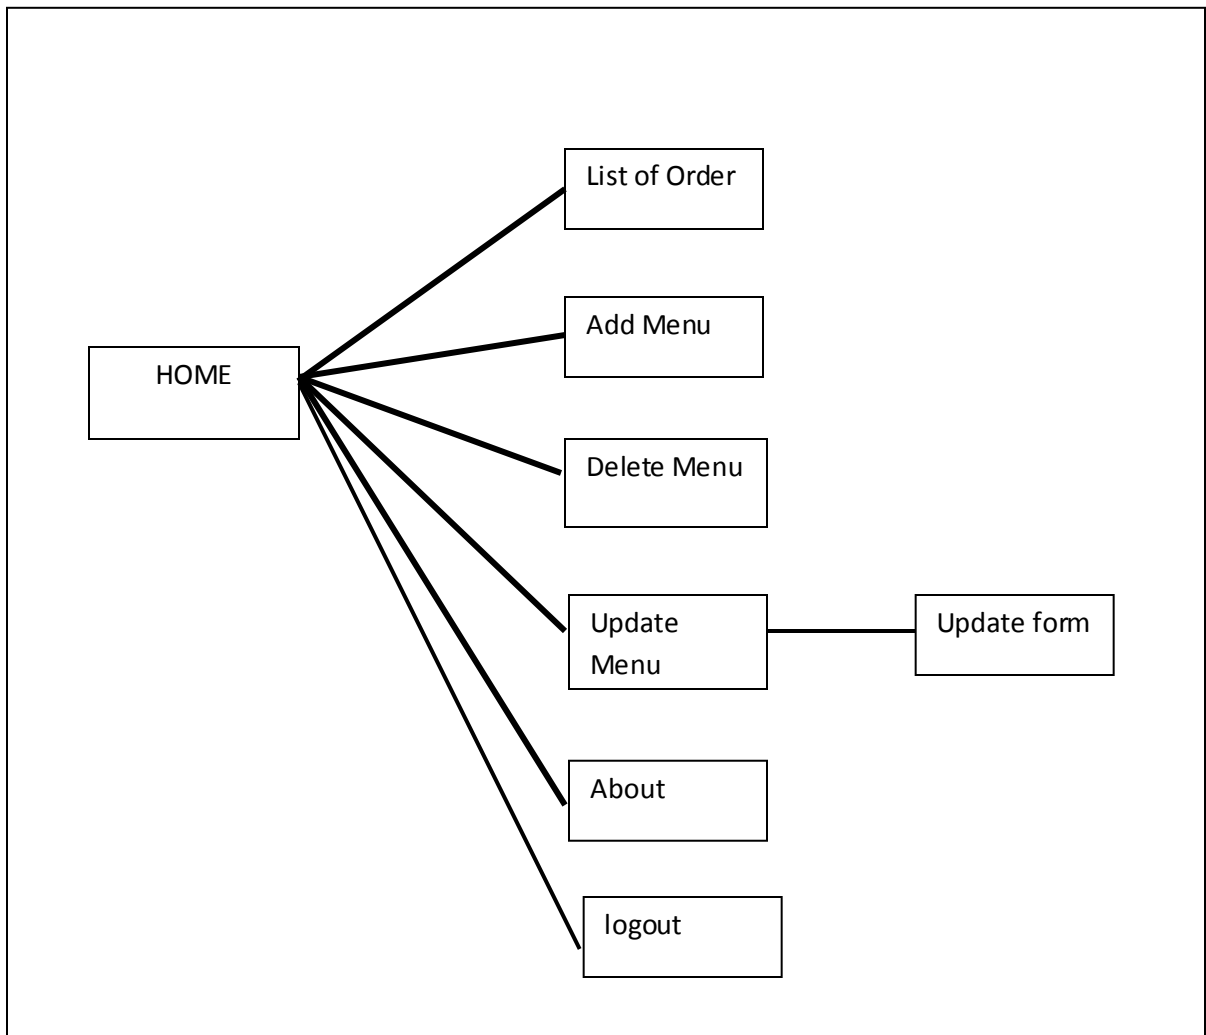 List of Order
Add Menu
HOME
Delete Menu
Update
Menu
Update form
About
logout